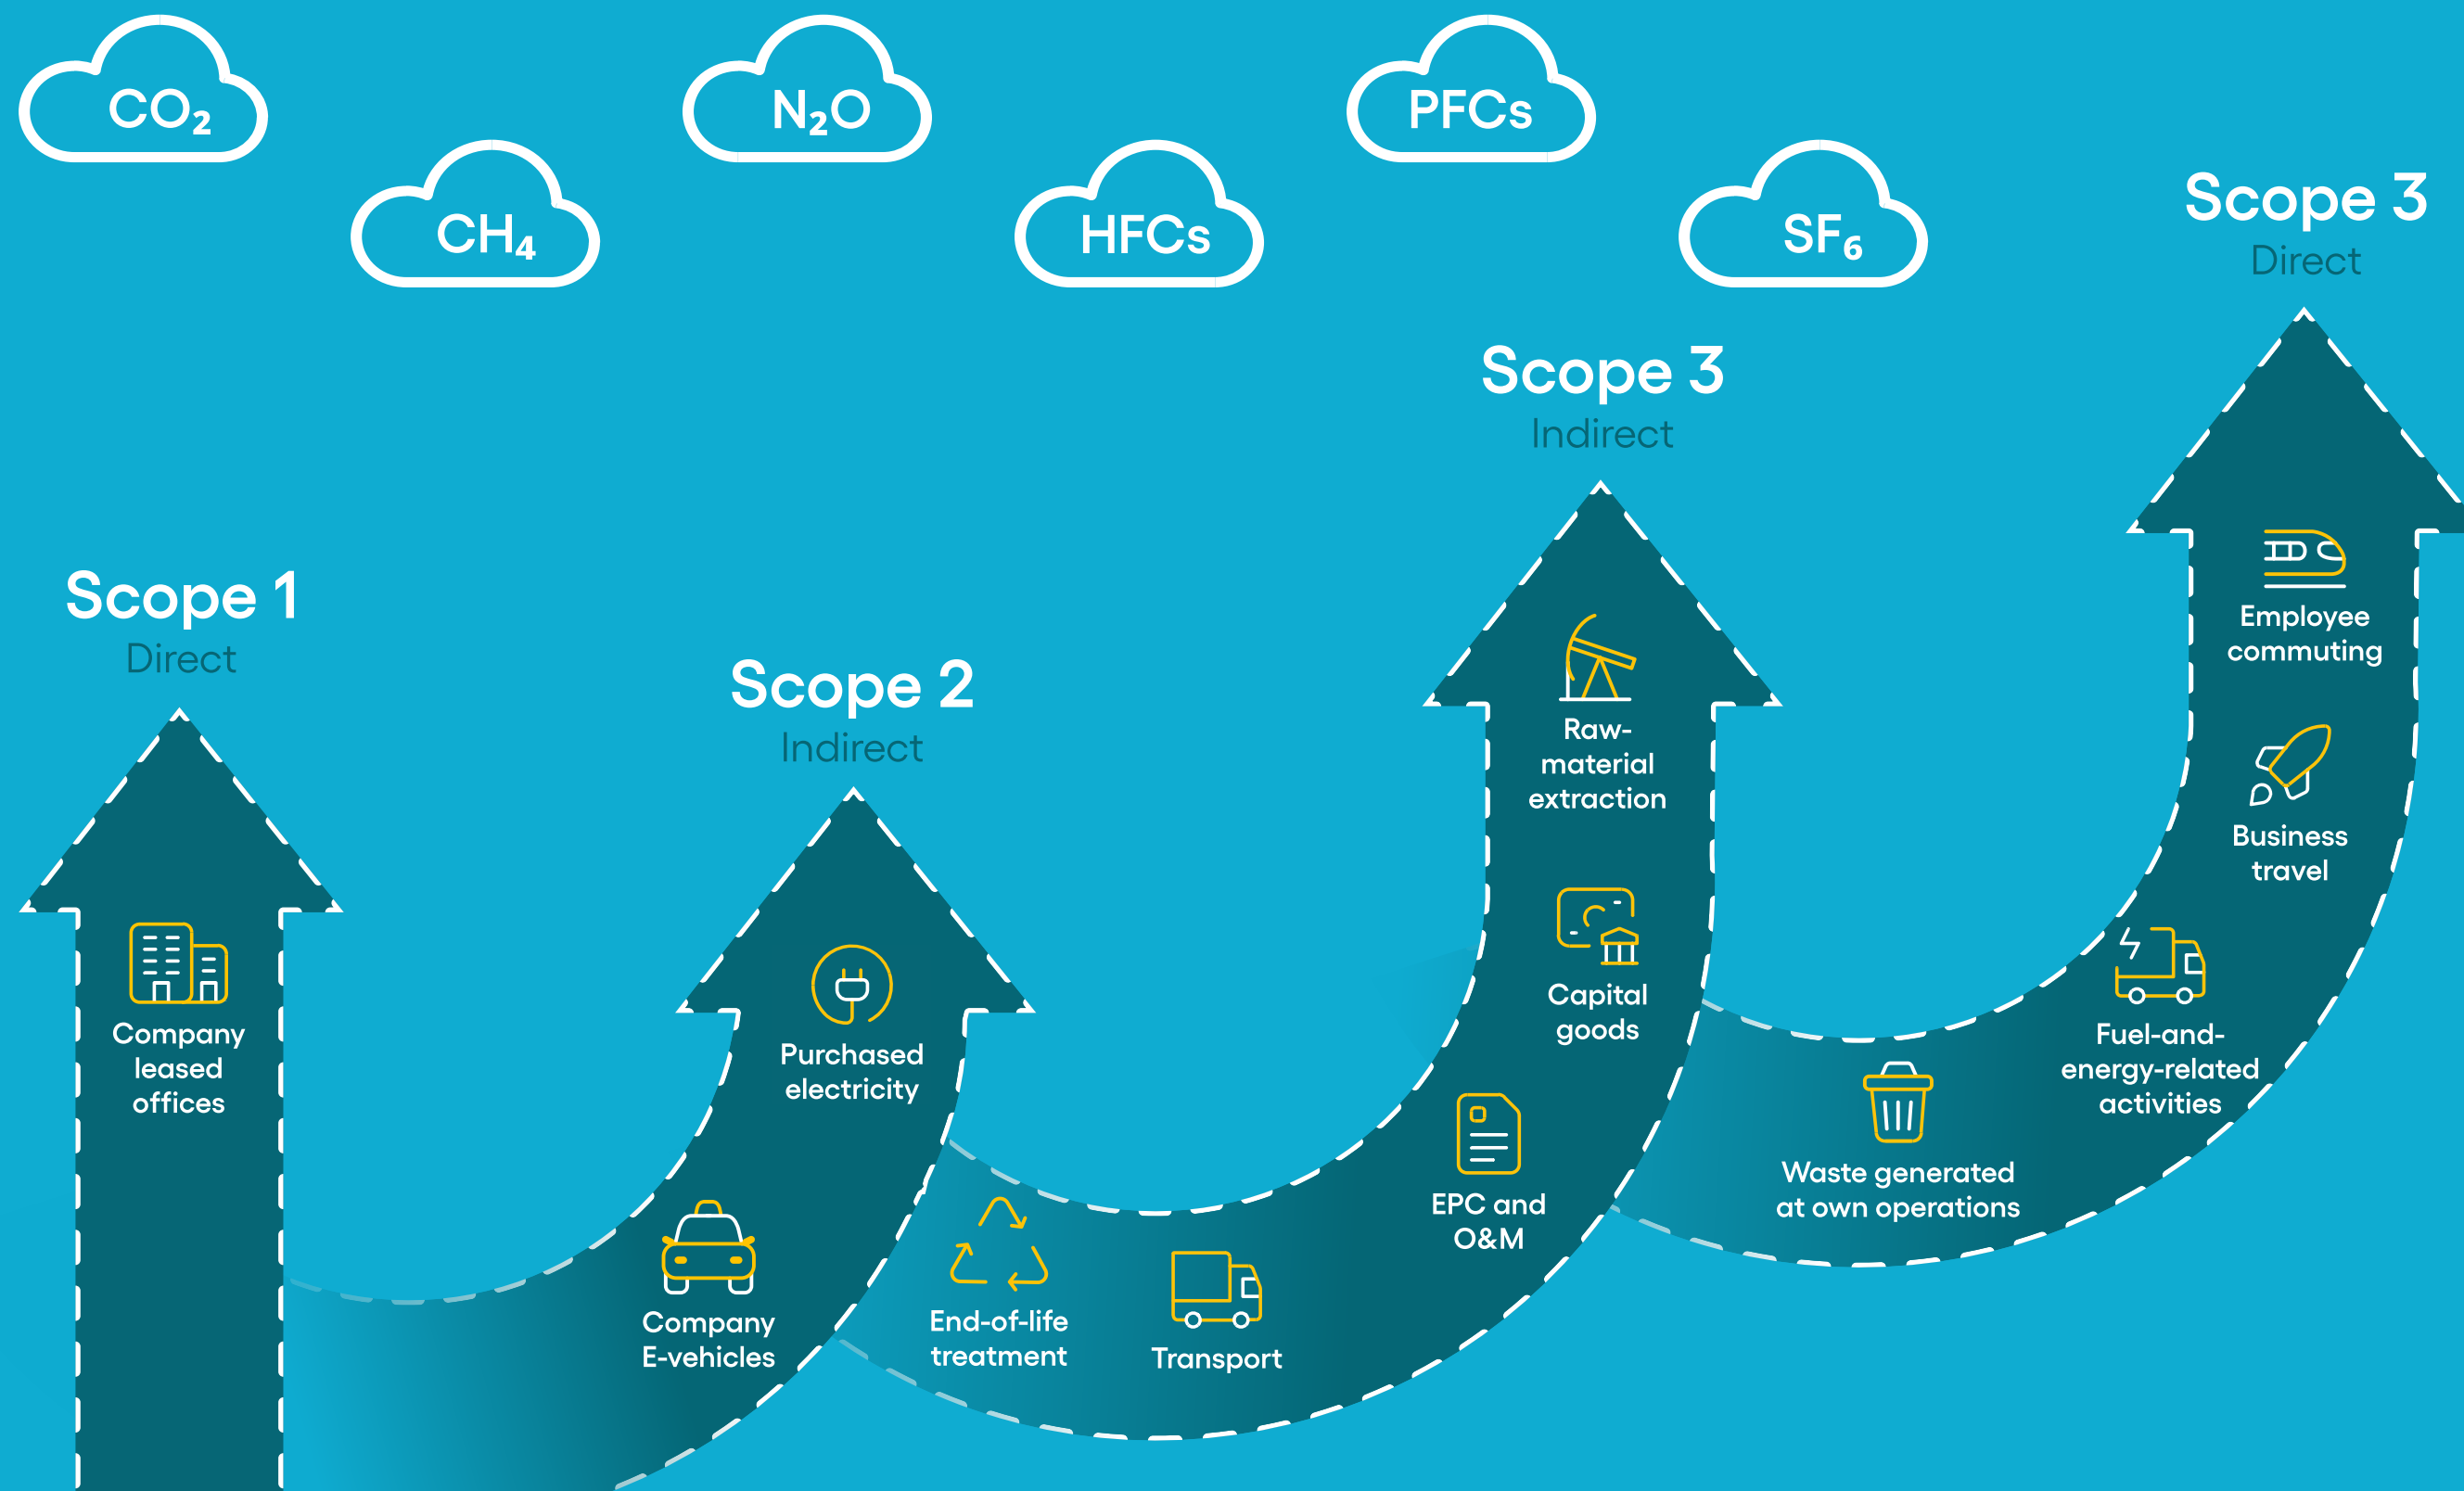 CO₂
CH₄
N₂O
HFCs
PFCs
SF₆
Scope 1
Direct
Company
leased
offices
Scope 2
Indirect
Purchased
electricity
Company
E-vehicles
Scope 3
Indirect
Raw-
material
extraction
Capital
goods
EPC and
O&M
Transport
End-of-life
treatment
Scope 3
Direct
Employee
commuting
Business
travel
Fuel-and-
energy-related
activities
Waste generated
at own operations